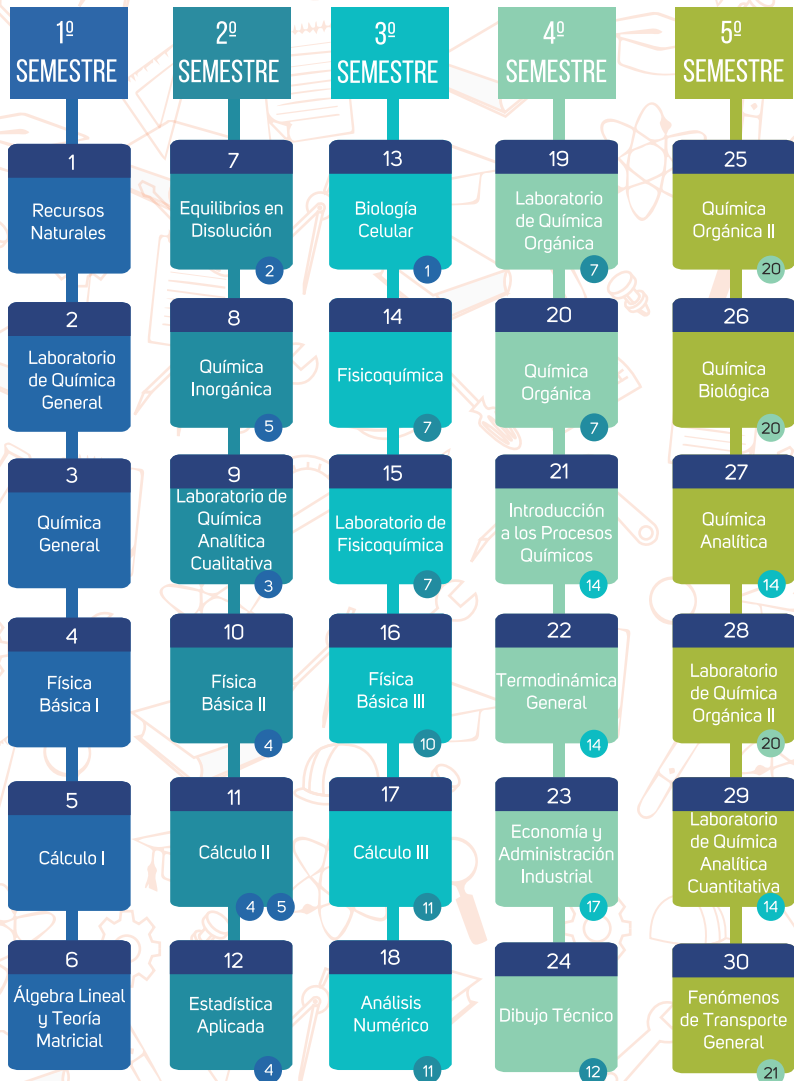 1º
SEMESTRE
1
Recursos
Naturales
2
Laboratorio
de Química
General
3
Química
General
4
Física
Básica I
5
Cálculo I
6
Álgebra Lineal
y Teoría
Matricial
2º
SEMESTRE
7
Equilibrios en
Disolución
2
8
Química
Inorgánica
5
9
Laboratorio de
Química
Analítica
Cualitativa
3
10
Física
Básica II
4
11
Cálculo II
4 5
12
Estadística
Aplicada
4
3º
SEMESTRE
13
Biología
Celular
1
14
Fisicoquímica
7
15
Laboratorio de
Fisicoquímica
7
16
Física
Básica III
10
17
Cálculo III
11
18
Análisis
Numérico
11
4º
SEMESTRE
19
Laboratorio
de Química
Orgánica
7
20
Química
Orgánica
7
21
Introducción
a los Procesos
Químicos
14
22
Termodinámica
General
14
23
Economía y
Administración
Industrial
17
24
Dibujo Técnico
12
5º
SEMESTRE
25
Química
Orgánica II
20
26
Química
Biológica
20
27
Química
Analítica
14
28
Laboratorio
de Química
Orgánica II
20
29
Laboratorio
de Química
Analítica
Cuantitativa
14
30
Fenómenos
de Transporte
General
21